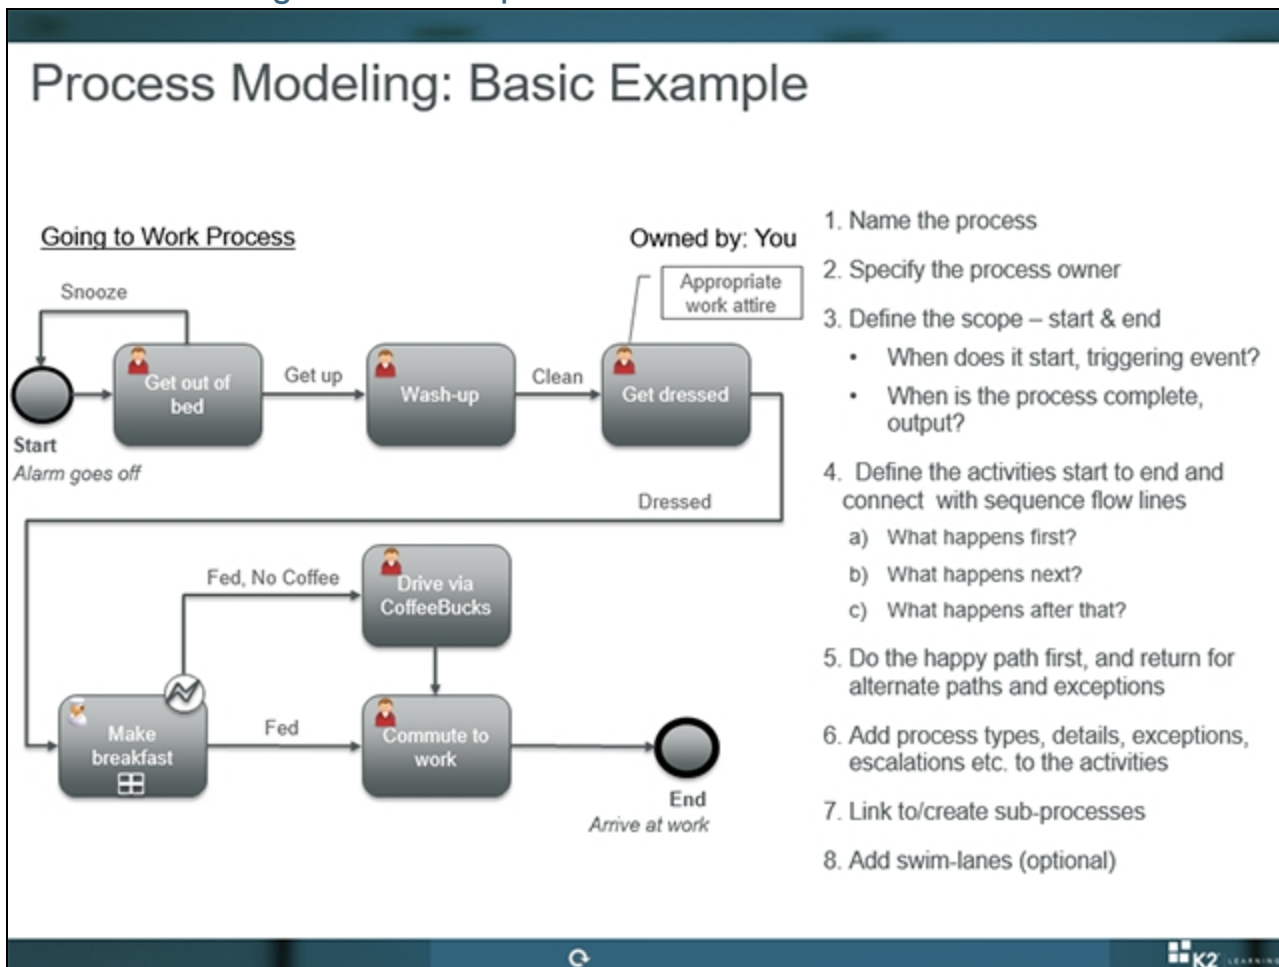 Process Modeling: Basic Example
Going to Work Process
Owned by: You
Snooze
Appropriate
work attire
Get out of
bed
Get up
Wash-up
Clean
Get dressed
Start
Alarm goes off
Dressed
Fed, No Coffee
Drive via
CoffeeBucks
Make
breakfast
Fed
Commute to
work
End
Arrive at work
1. Name the process
2. Specify the process owner
3. Define the scope – start & end
• When does it start, triggering event?
• When is the process complete,
output?
4. Define the activities start to end and
connect with sequence flow lines
a) What happens first?
b) What happens next?
c) What happens after that?
5. Do the happy path first, and return for
alternate paths and exceptions
6. Add process types, details, exceptions,
escalations etc. to the activities
7. Link to/create sub-processes
8. Add swim-lanes (optional)
K2 LEARNING